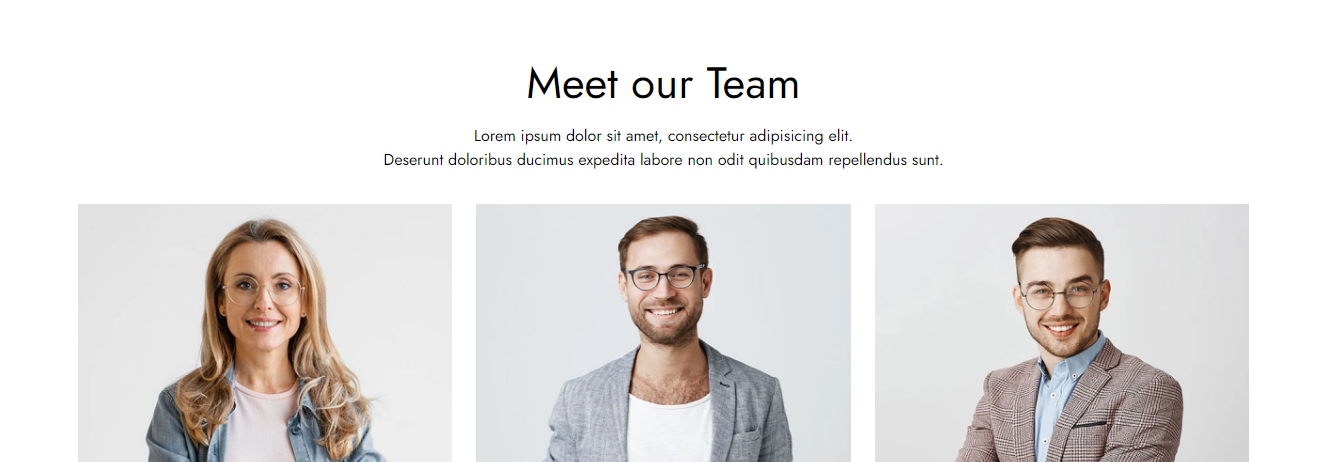 Meet our Team
Lorem ipsum dolor sit amet, consectetur adipisicing elit.
Deserunt doloribus ducimus expedita labore non odit quibusdam repellendus sunt.